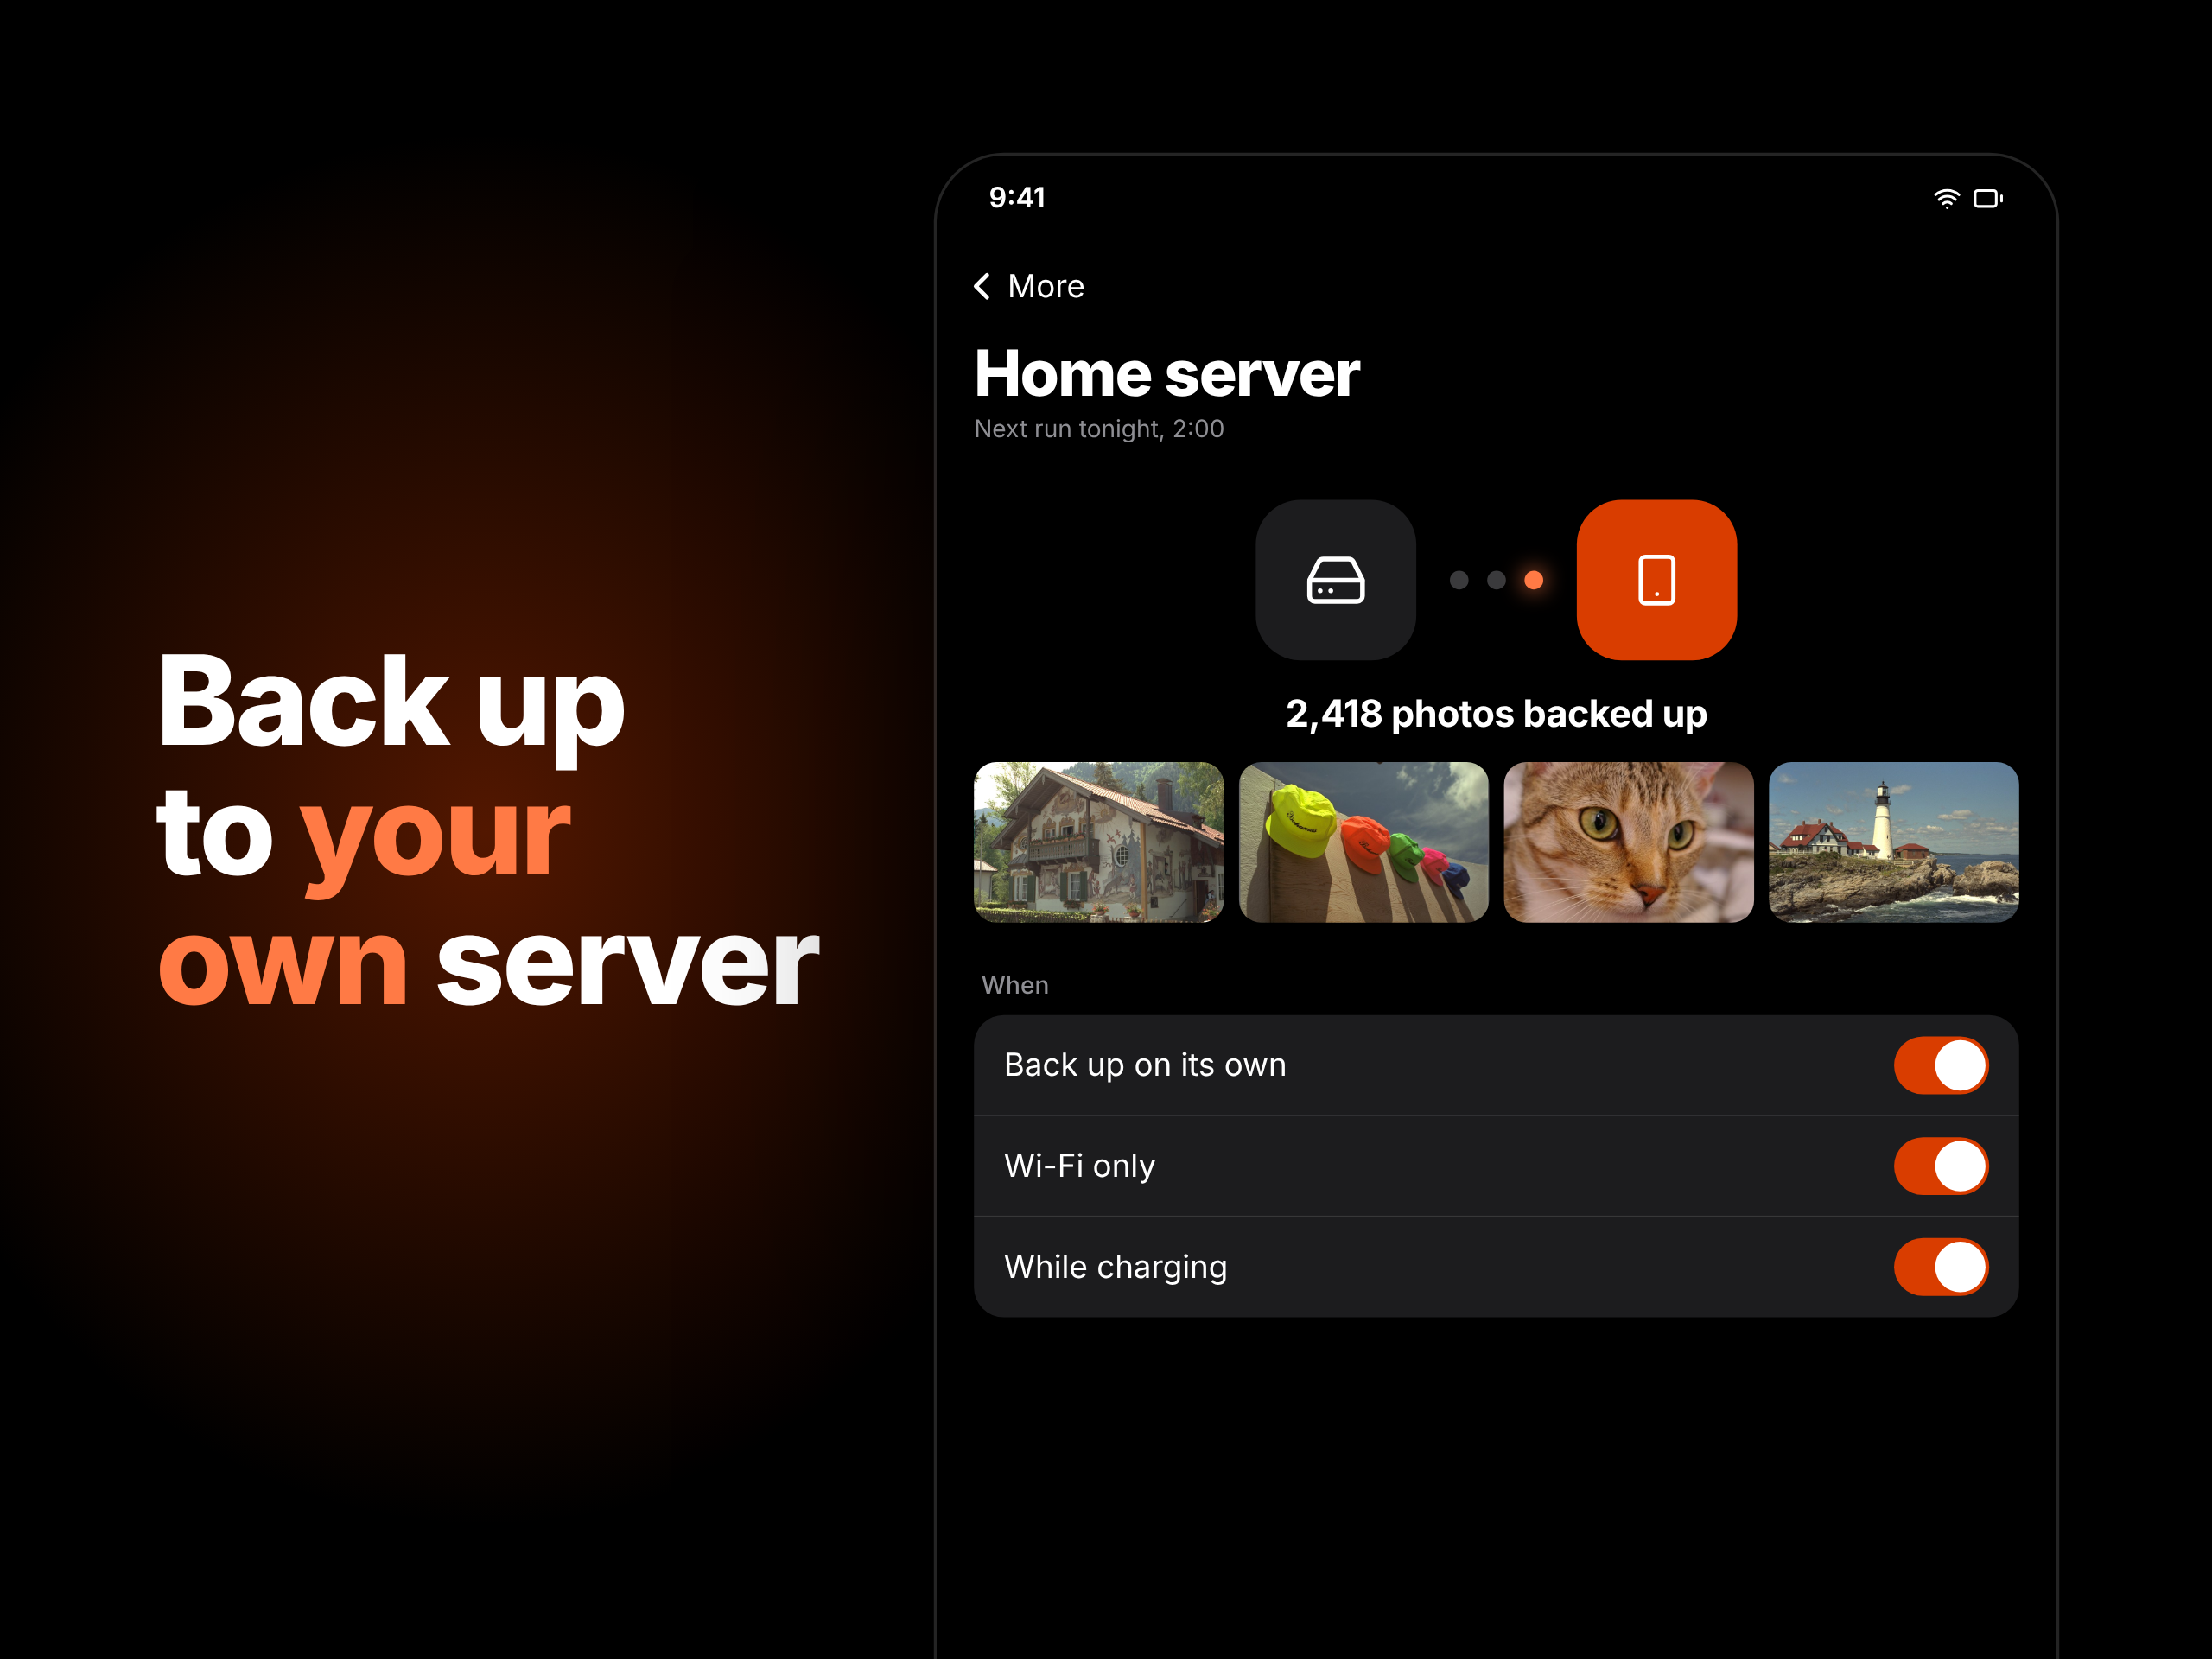 Back up
to your
own server
9:41
More
Home server
Next run tonight, 2:00
2,418 photos backed up
When
Back up on its own
Wi-Fi only
While charging